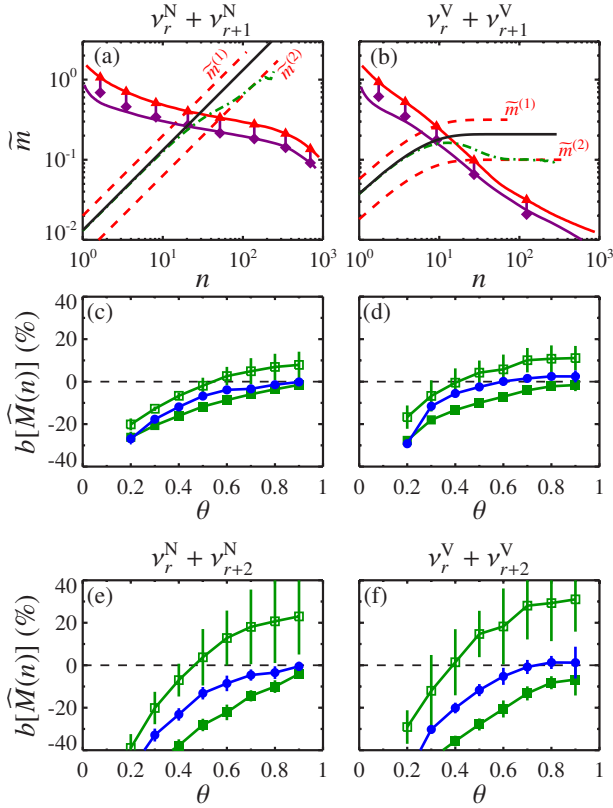 ν_r^N + ν_{r+1}^N ν_r^V + ν_{r+1}^V
(a) m̃^(1) m̃^(2) (b) m̃^(1) m̃^(2)
m̃
10^0
10^-1
10^-2
10^0 10^1 10^2 10^3 10^0 10^1 10^2 10^3
n n
(c) (d)
b[M̂(n)] (%)
40
20
0
-20
-40
0 0.2 0.4 0.6 0.8 1 0 0.2 0.4 0.6 0.8 1
θ θ
ν_r^N + ν_{r+2}^N ν_r^V + ν_{r+2}^V
(e) (f)
b[M̂(n)] (%)
40
20
0
-20
-40
0 0.2 0.4 0.6 0.8 1 0 0.2 0.4 0.6 0.8 1
θ θ